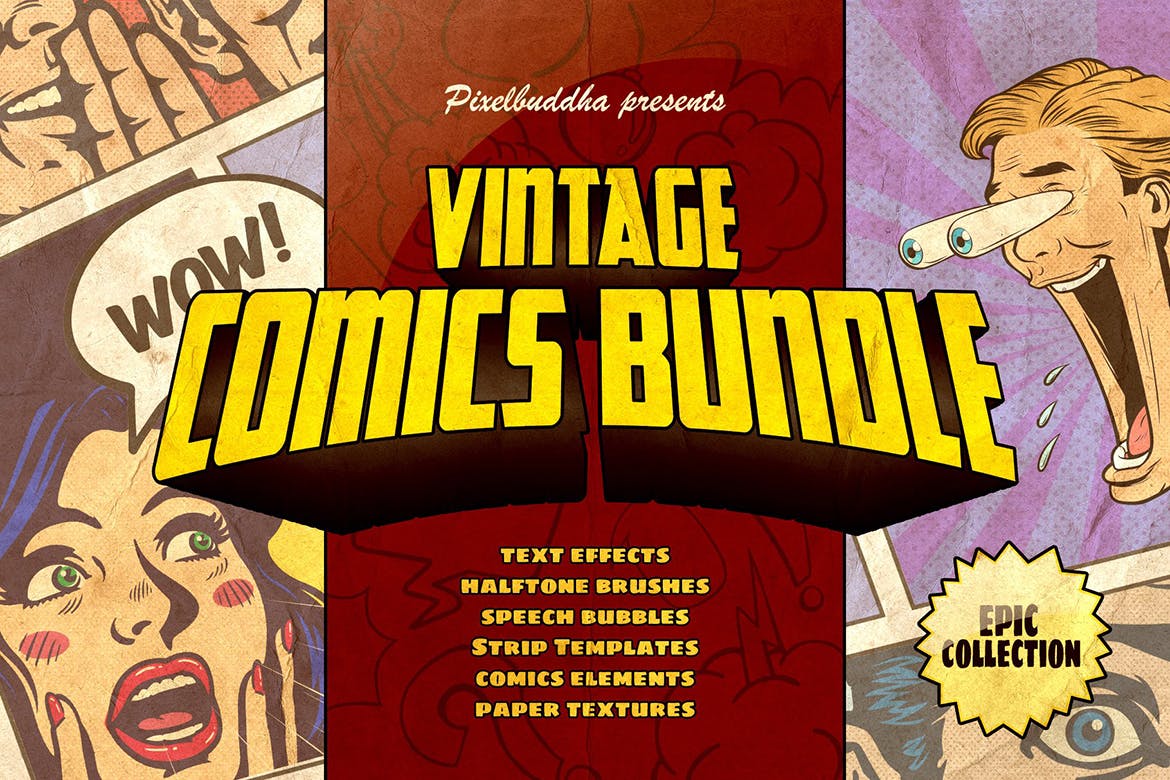 Pixelbuddha presents
VINTAGE
COMICS BUNDLE
WOW!
TEXT EFFECTS
HALFTONE BRUSHES
SPEECH BUBBLES
STRIP TEMPLATES
COMICS ELEMENTS
PAPER TEXTURES
EPIC
COLLECTION